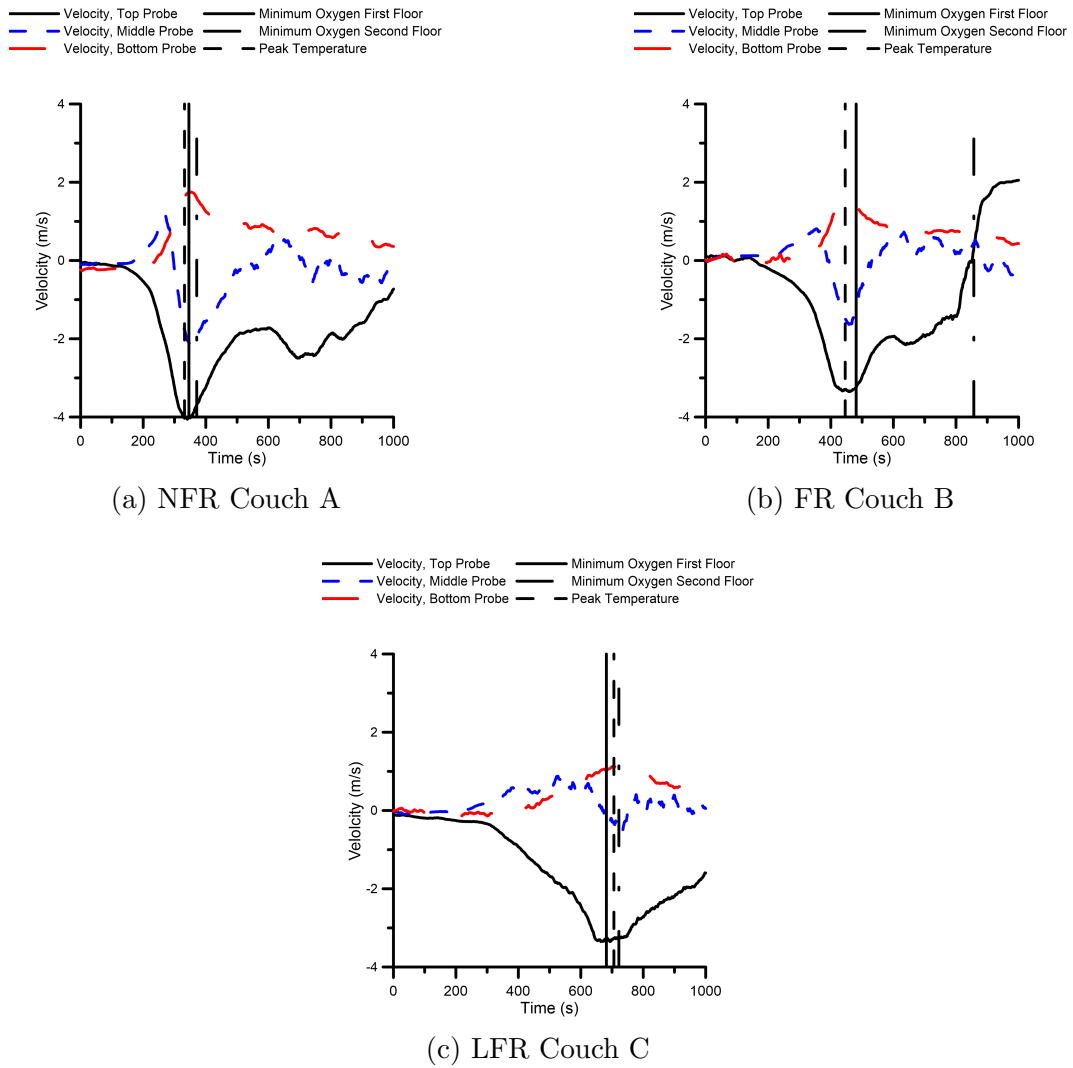 Velocity, Top Probe Minimum Oxygen First Floor
Velocity, Middle Probe Minimum Oxygen Second Floor
Velocity, Bottom Probe Peak Temperature
4
2
0
-2
-4
Velolcity (m/s)
0 200 400 600 800 1000
Time (s)
(a) NFR Couch A
Velocity, Top Probe Minimum Oxygen First Floor
Velocity, Middle Probe Minimum Oxygen Second Floor
Velocity, Bottom Probe Peak Temperature
4
2
0
-2
-4
Velolcity (m/s)
0 200 400 600 800 1000
Time (s)
(b) FR Couch B
Velocity, Top Probe Minimum Oxygen First Floor
Velocity, Middle Probe Minimum Oxygen Second Floor
Velocity, Bottom Probe Peak Temperature
4
2
0
-2
-4
Velolcity (m/s)
0 200 400 600 800 1000
Time (s)
(c) LFR Couch C